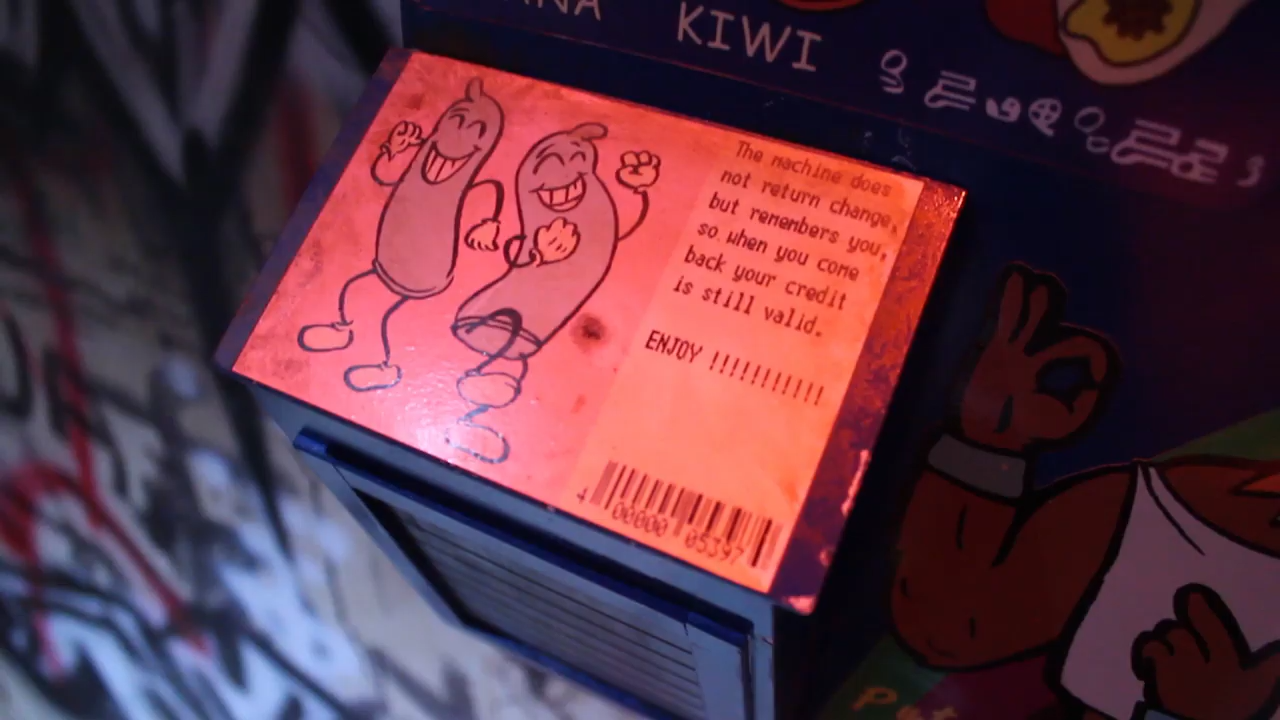 KIWI
The machine does
not return change,
but remembers you,
so when you come
back your credit
is still valid.
ENJOY !!!!!!!!!!!
4 00000 05397